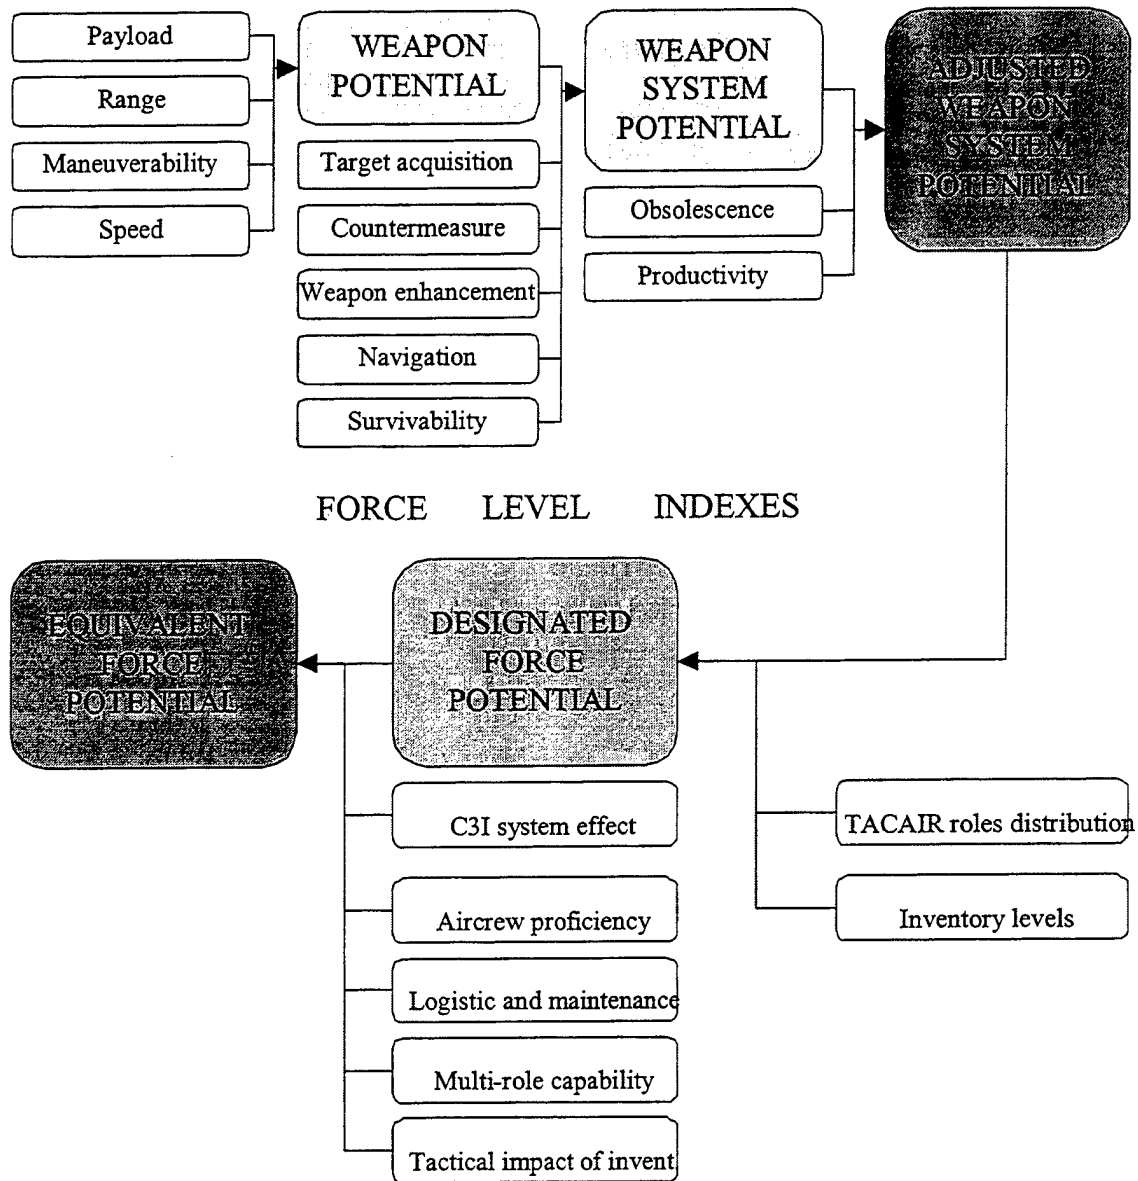 Payload
Range
Maneuverability
Speed
WEAPON
POTENTIAL
Target acquisition
Countermeasure
Weapon enhancement
Navigation
Survivability
WEAPON
SYSTEM
POTENTIAL
Obsolescence
Productivity
ADJUSTED
WEAPON
SYSTEM
POTENTIAL
FORCE LEVEL INDEXES
EQUIVALENT
FORCE
POTENTIAL
DESIGNATED
FORCE
POTENTIAL
C3I system effect
Aircrew proficiency
Logistic and maintenance
Multi-role capability
Tactical impact of invent
TACAIR roles distribution
Inventory levels